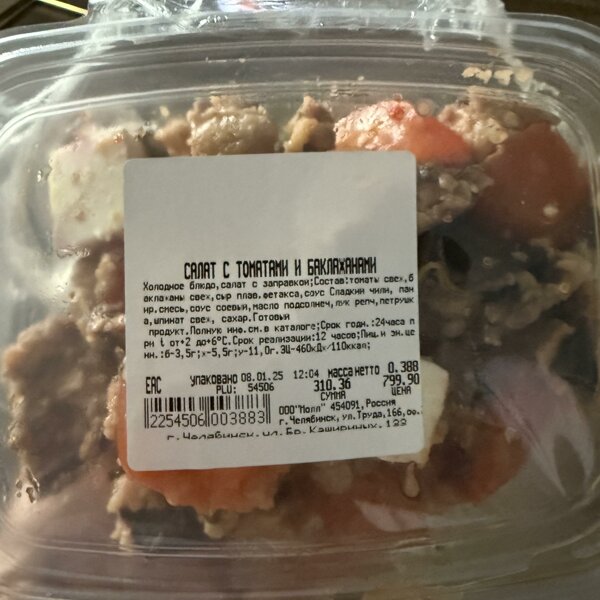 САЛАТ С ТОМАТАМИ И БАКЛАЖАНАМИ
Холодное блюдо,салат с заправкой;Состав:томаты свеж,б
аклажаны свеж,сыр плав.фетакса,соус Сладкий чили, пан
ир.смесь,соус соевый,масло подсолнеч,лук репч,петрушк
а,шпинат свеж, сахар.Готовый
продукт.Полную инф.см.в каталоге;Срок годн.:24часа п
ри t от+2 до+6°C.Срок реализации:12 часов;Пищ.и эн.це
нн.:б-3,5г;ж-5,5г;у-11,0г.ЭЦ-460кДж/110ккал;
ЕАС упаковано 08.01.25 12:04 масса нетто 0.388
PLU: 54506 310.36 799.90
СУММА ЦЕНА
2254506 003883
ООО"Молл" 454091,Россия
г.Челябинск,ул.Труда,166,оф.
г.Челябинск,ул.Бр.Кашириных,